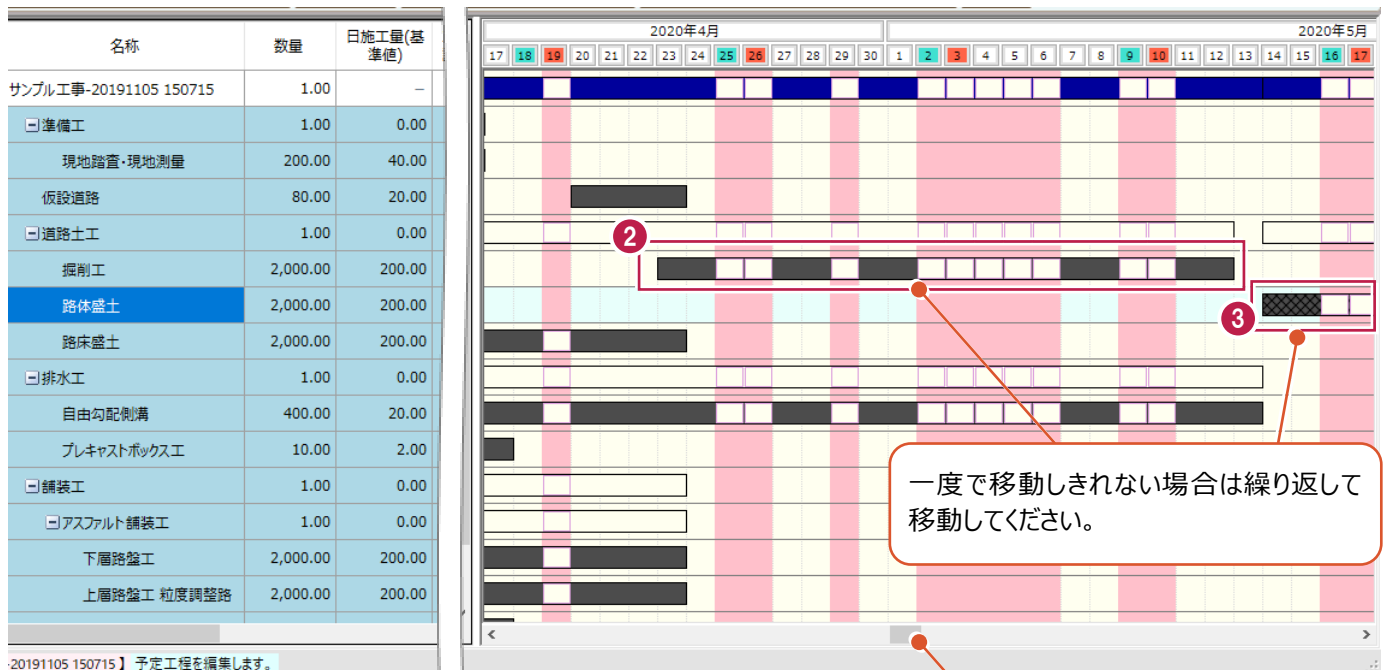 名称 数量 日施工量(基準値)
サンプル工事-20191105 150715 1.00 –
準備工 1.00 0.00
現地踏査・現地測量 200.00 40.00
仮設道路 80.00 20.00
道路土工 1.00 0.00
掘削工 2,000.00 200.00
路体盛土 2,000.00 200.00
路床盛土 2,000.00 200.00
排水工 1.00 0.00
自由勾配側溝 400.00 20.00
プレキャストボックス工 10.00 2.00
舗装工 1.00 0.00
アスファルト舗装工 1.00 0.00
下層路盤工 2,000.00 200.00
上層路盤工 粒度調整路 2,000.00 200.00
-20191105 150715 】 予定工程を編集します。
2020年4月 2020年5月
17 18 19 20 21 22 23 24 25 26 27 28 29 30 1 2 3 4 5 6 7 8 9 10 11 12 13 14 15 16 17
2
3
一度で移動しきれない場合は繰り返して
移動してください。